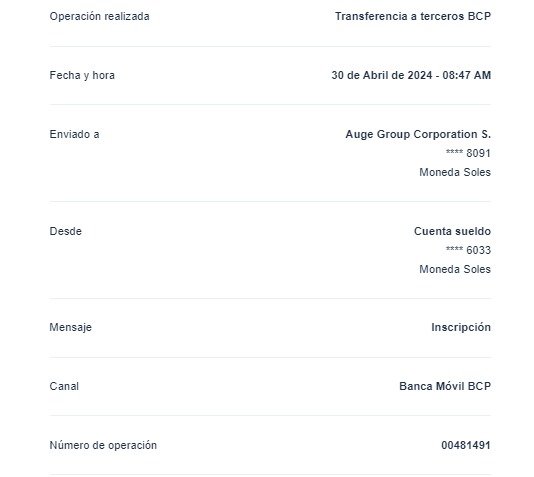 Operación realizada Transferencia a terceros BCP
Fecha y hora 30 de Abril de 2024 - 08:47 AM
Enviado a Auge Group Corporation S.
**** 8091
Moneda Soles
Desde Cuenta sueldo
**** 6033
Moneda Soles
Mensaje Inscripción
Canal Banca Móvil BCP
Número de operación 00481491